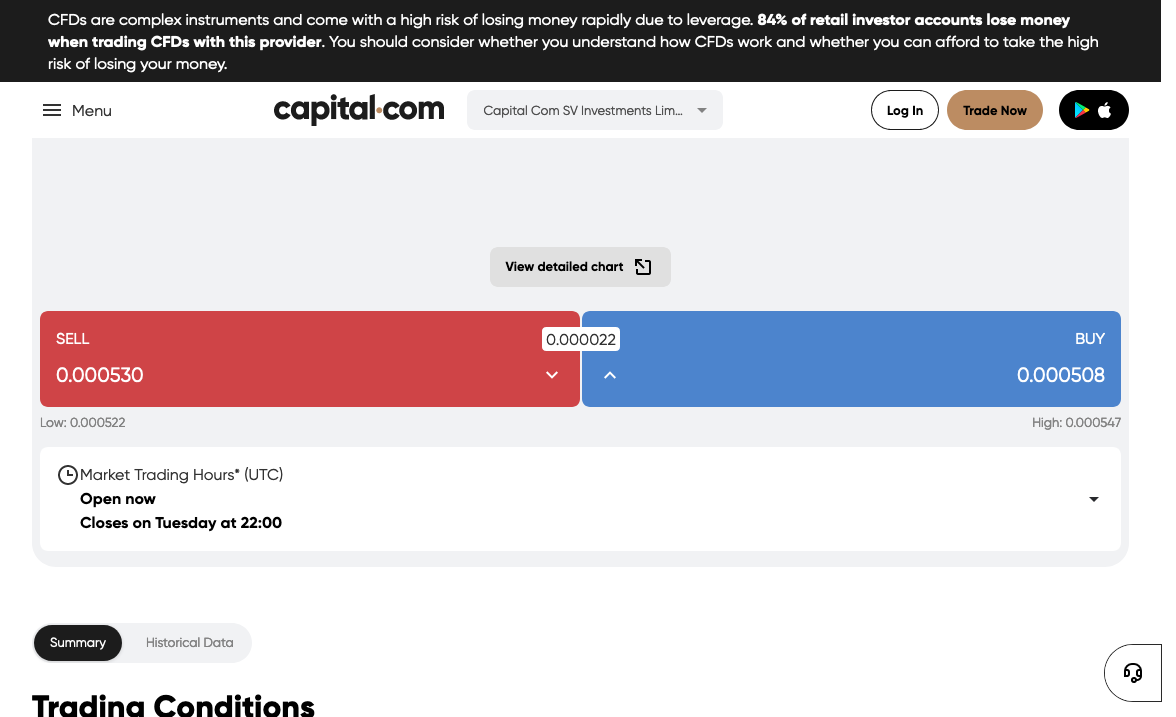 CFDs are complex instruments and come with a high risk of losing money rapidly due to leverage. 84% of retail investor accounts lose money
when trading CFDs with this provider. You should consider whether you understand how CFDs work and whether you can afford to take the high
risk of losing your money.
Menu
capital.com
Capital Com SV Investments Lim...
Log In
Trade Now
View detailed chart
SELL
0.000022
BUY
0.000530
0.000508
Low: 0.000522
High: 0.000547
Market Trading Hours* (UTC)
Open now
Closes on Tuesday at 22:00
Summary
Historical Data
Trading Conditions